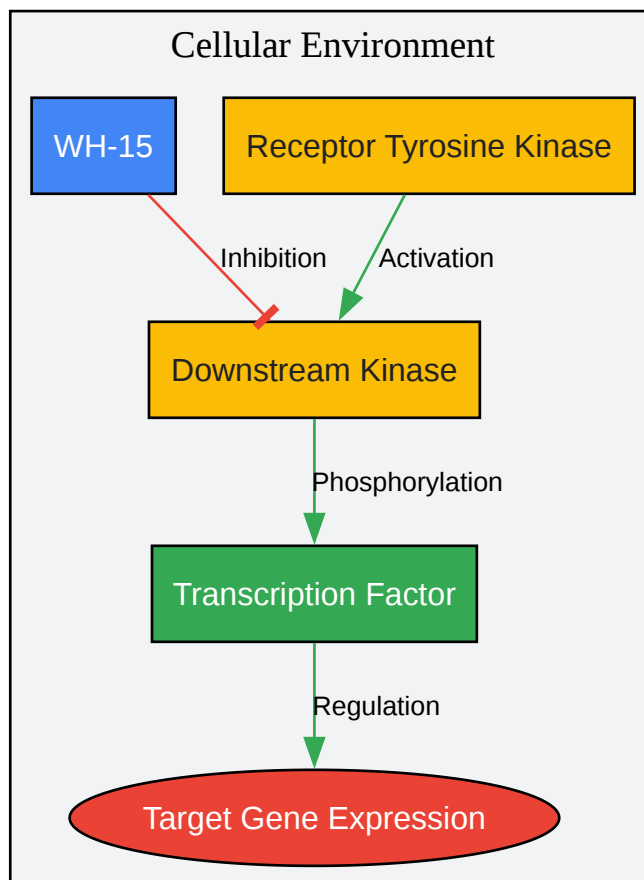 Cellular Environment
WH-15
Receptor Tyrosine Kinase
Inhibition
Activation
Downstream Kinase
Phosphorylation
Transcription Factor
Regulation
Target Gene Expression